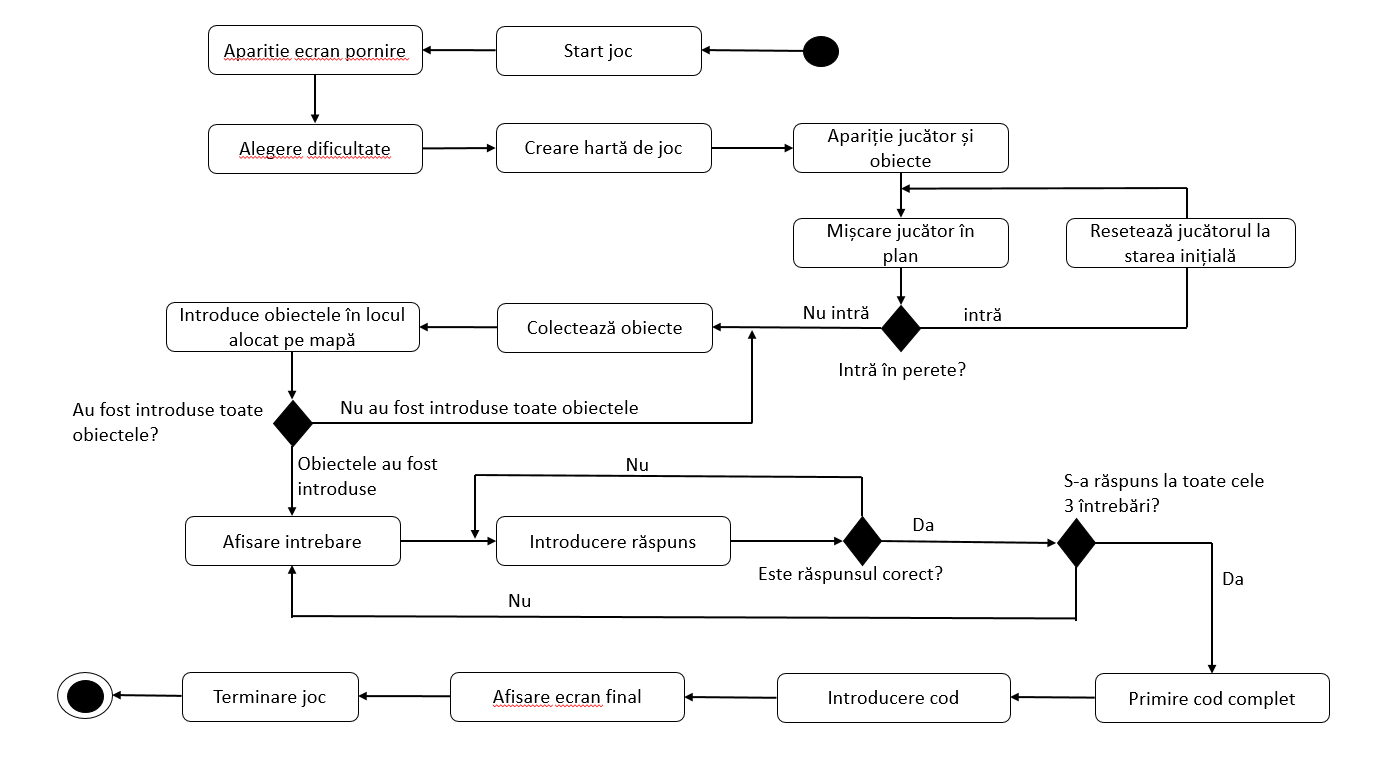 Aparitie ecran pornire
Start joc
Alegere dificultate
Creare hartă de joc
Apariție jucător și
obiecte
Mișcare jucător în
plan
Resetează jucătorul la
starea inițială
Introduce obiectele în locul
alocat pe mapă
Colectează obiecte
Nu intră
intră
Intră în perete?
Au fost introduse toate
obiectele?
Nu au fost introduse toate obiectele
Obiectele au fost
introduse
Nu
S-a răspuns la toate cele
3 întrebări?
Afisare intrebare
Introducere răspuns
Da
Este răspunsul corect?
Da
Nu
Terminare joc
Afisare ecran final
Introducere cod
Primire cod complet